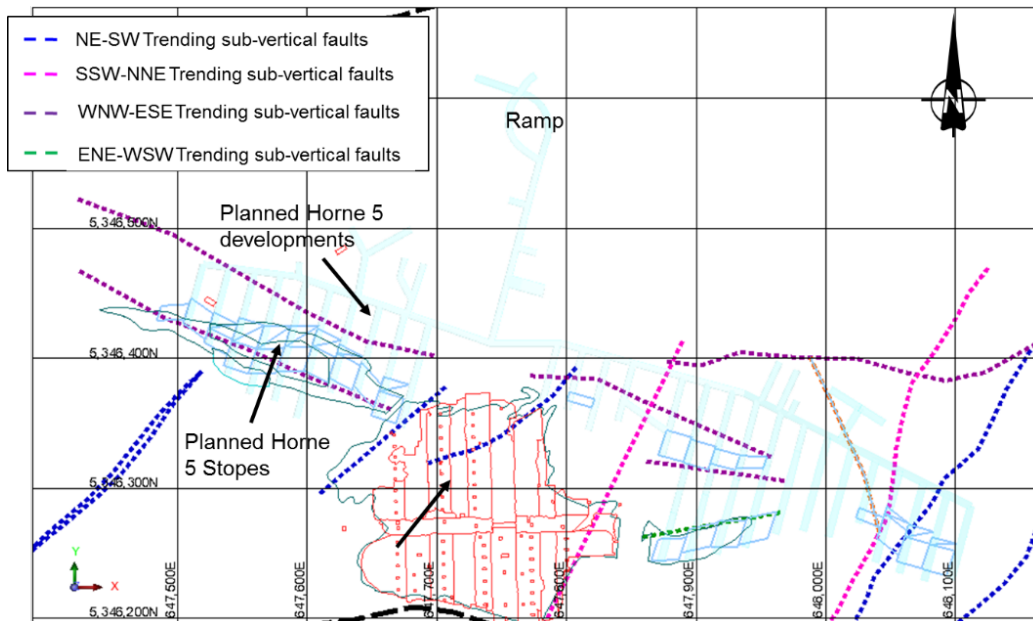 NE-SW Trending sub-vertical faults
SSW-NNE Trending sub-vertical faults
WNW-ESE Trending sub-vertical faults
ENE-WSW Trending sub-vertical faults
N
Ramp
Planned Horne 5
developments
5,346,500N
5,346,400N
Planned Horne
5 Stopes
5,346,300N
Y
X
5,346,200N
647,500E
647,600E
647,700E
647,800E
647,900E
648,000E
648,100E